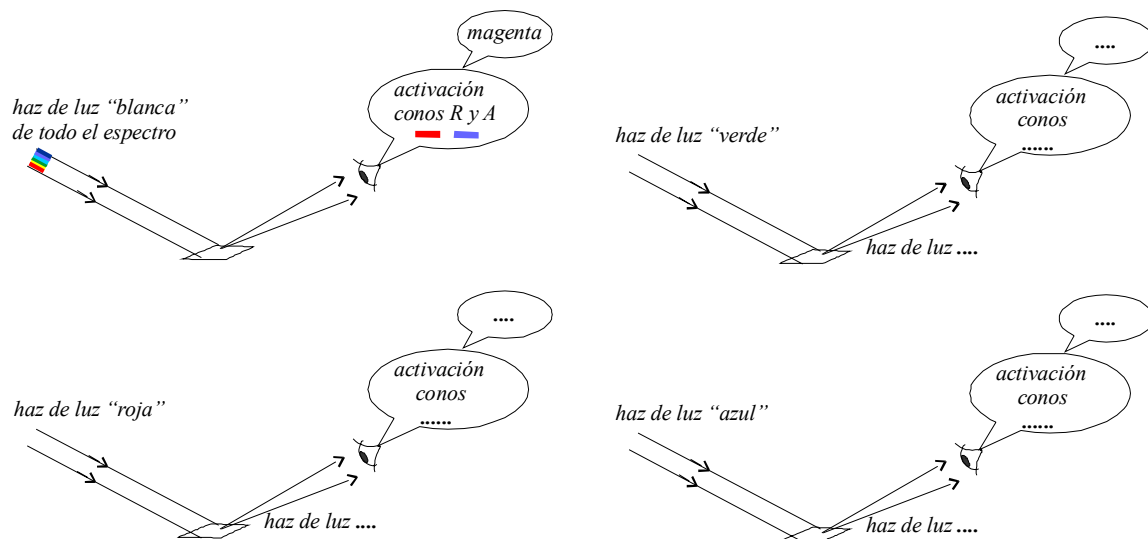 magenta
activación
conos R y A
haz de luz “blanca”
de todo el espectro
....
activación
conos
......
haz de luz “verde”
haz de luz ....
....
activación
conos
......
haz de luz “roja”
haz de luz ....
....
activación
conos
......
haz de luz “azul”
haz de luz ....